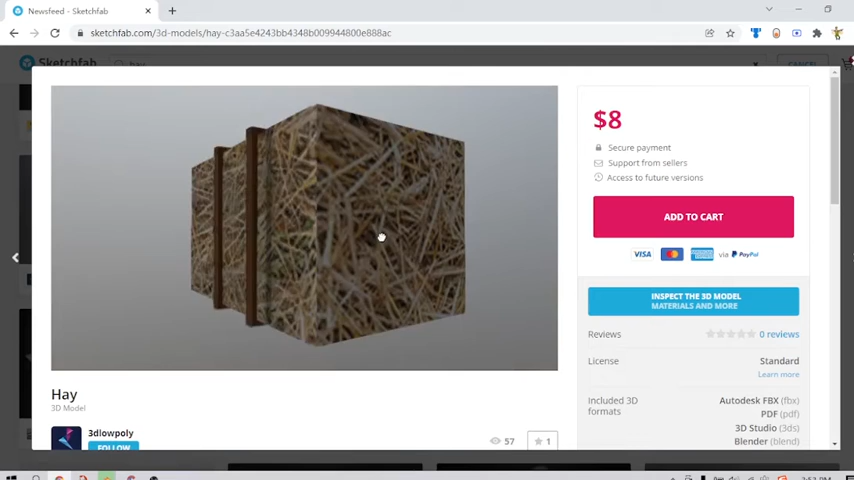 Newsfeed - Sketchfab
sketchfab.com/3d-models/hay-c3aa5e4243bb4348b009944800e888ac
Sketchfab
hay
CANCEL
$8
Secure payment
Support from sellers
Access to future versions
ADD TO CART
VISA
via PayPal
INSPECT THE 3D MODEL
MATERIALS AND MORE
Reviews
0 reviews
License
Standard
Learn more
Included 3D
formats
Autodesk FBX (fbx)
PDF (pdf)
3D Studio (3ds)
Blender (blend)
Hay
3D Model
3dlowpoly
FOLLOW
57
1